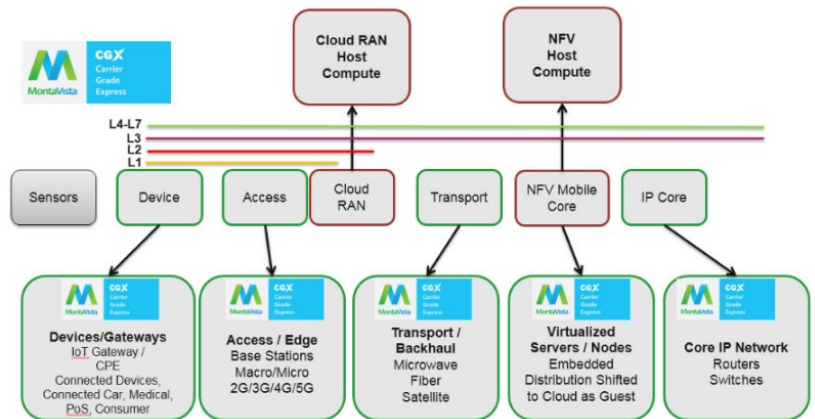 Cloud RAN
Host
Compute
NFV
Host
Compute
MontaVista
CGX
Carrier
Grade
Express
L4-L7
L3
L2
L1
Sensors
Device
Access
Cloud
RAN
Transport
NFV Mobile
Core
IP Core
MontaVista
CGX
Carrier
Grade
Express
Devices/Gateways
IoT Gateway /
CPE
Connected Devices,
Connected Car, Medical,
PoS, Consumer
MontaVista
CGX
Carrier
Grade
Express
Access / Edge
Base Stations
Macro/Micro
2G/3G/4G/5G
MontaVista
CGX
Carrier
Grade
Express
Transport /
Backhaul
Microwave
Fiber
Satellite
MontaVista
CGX
Carrier
Grade
Express
Virtualized
Servers / Nodes
Embedded
Distribution Shifted
to Cloud as Guest
MontaVista
CGX
Carrier
Grade
Express
Core IP Network
Routers
Switches